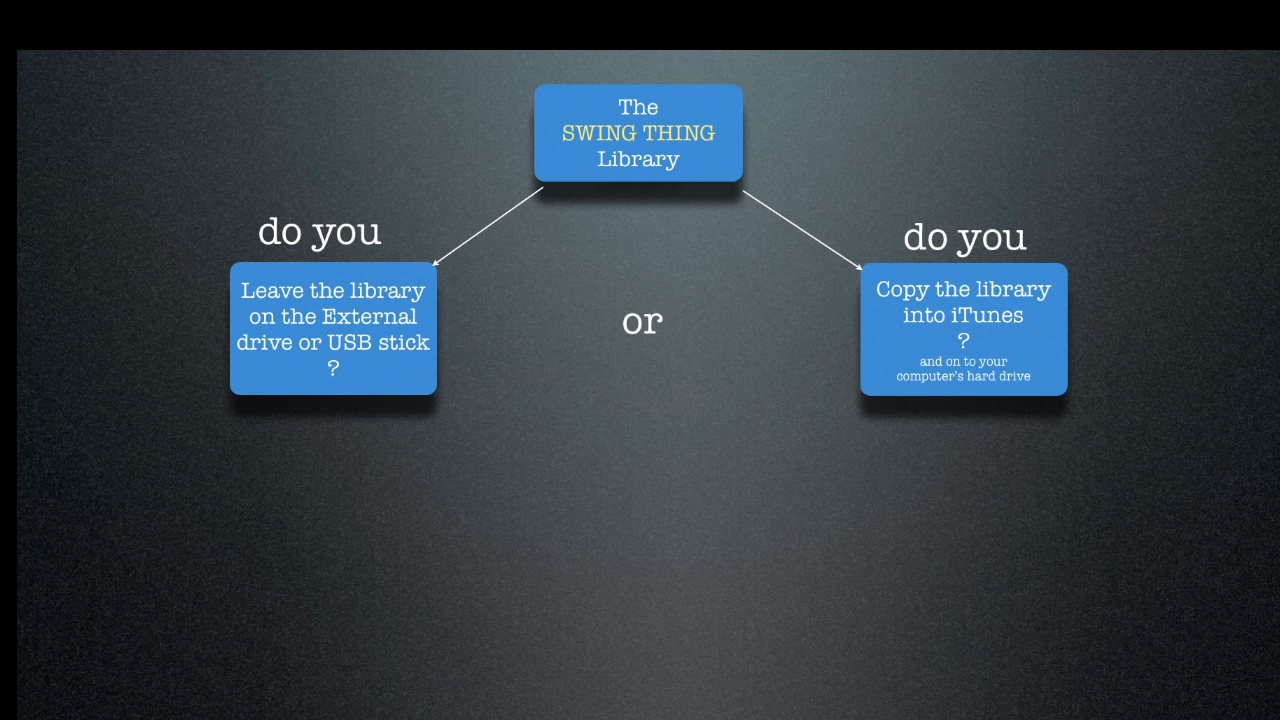 The
SWING THING
Library
do you
Leave the library
on the External
drive or USB stick
?
or
do you
Copy the library
into iTunes
?
and on to your
computer's hard drive